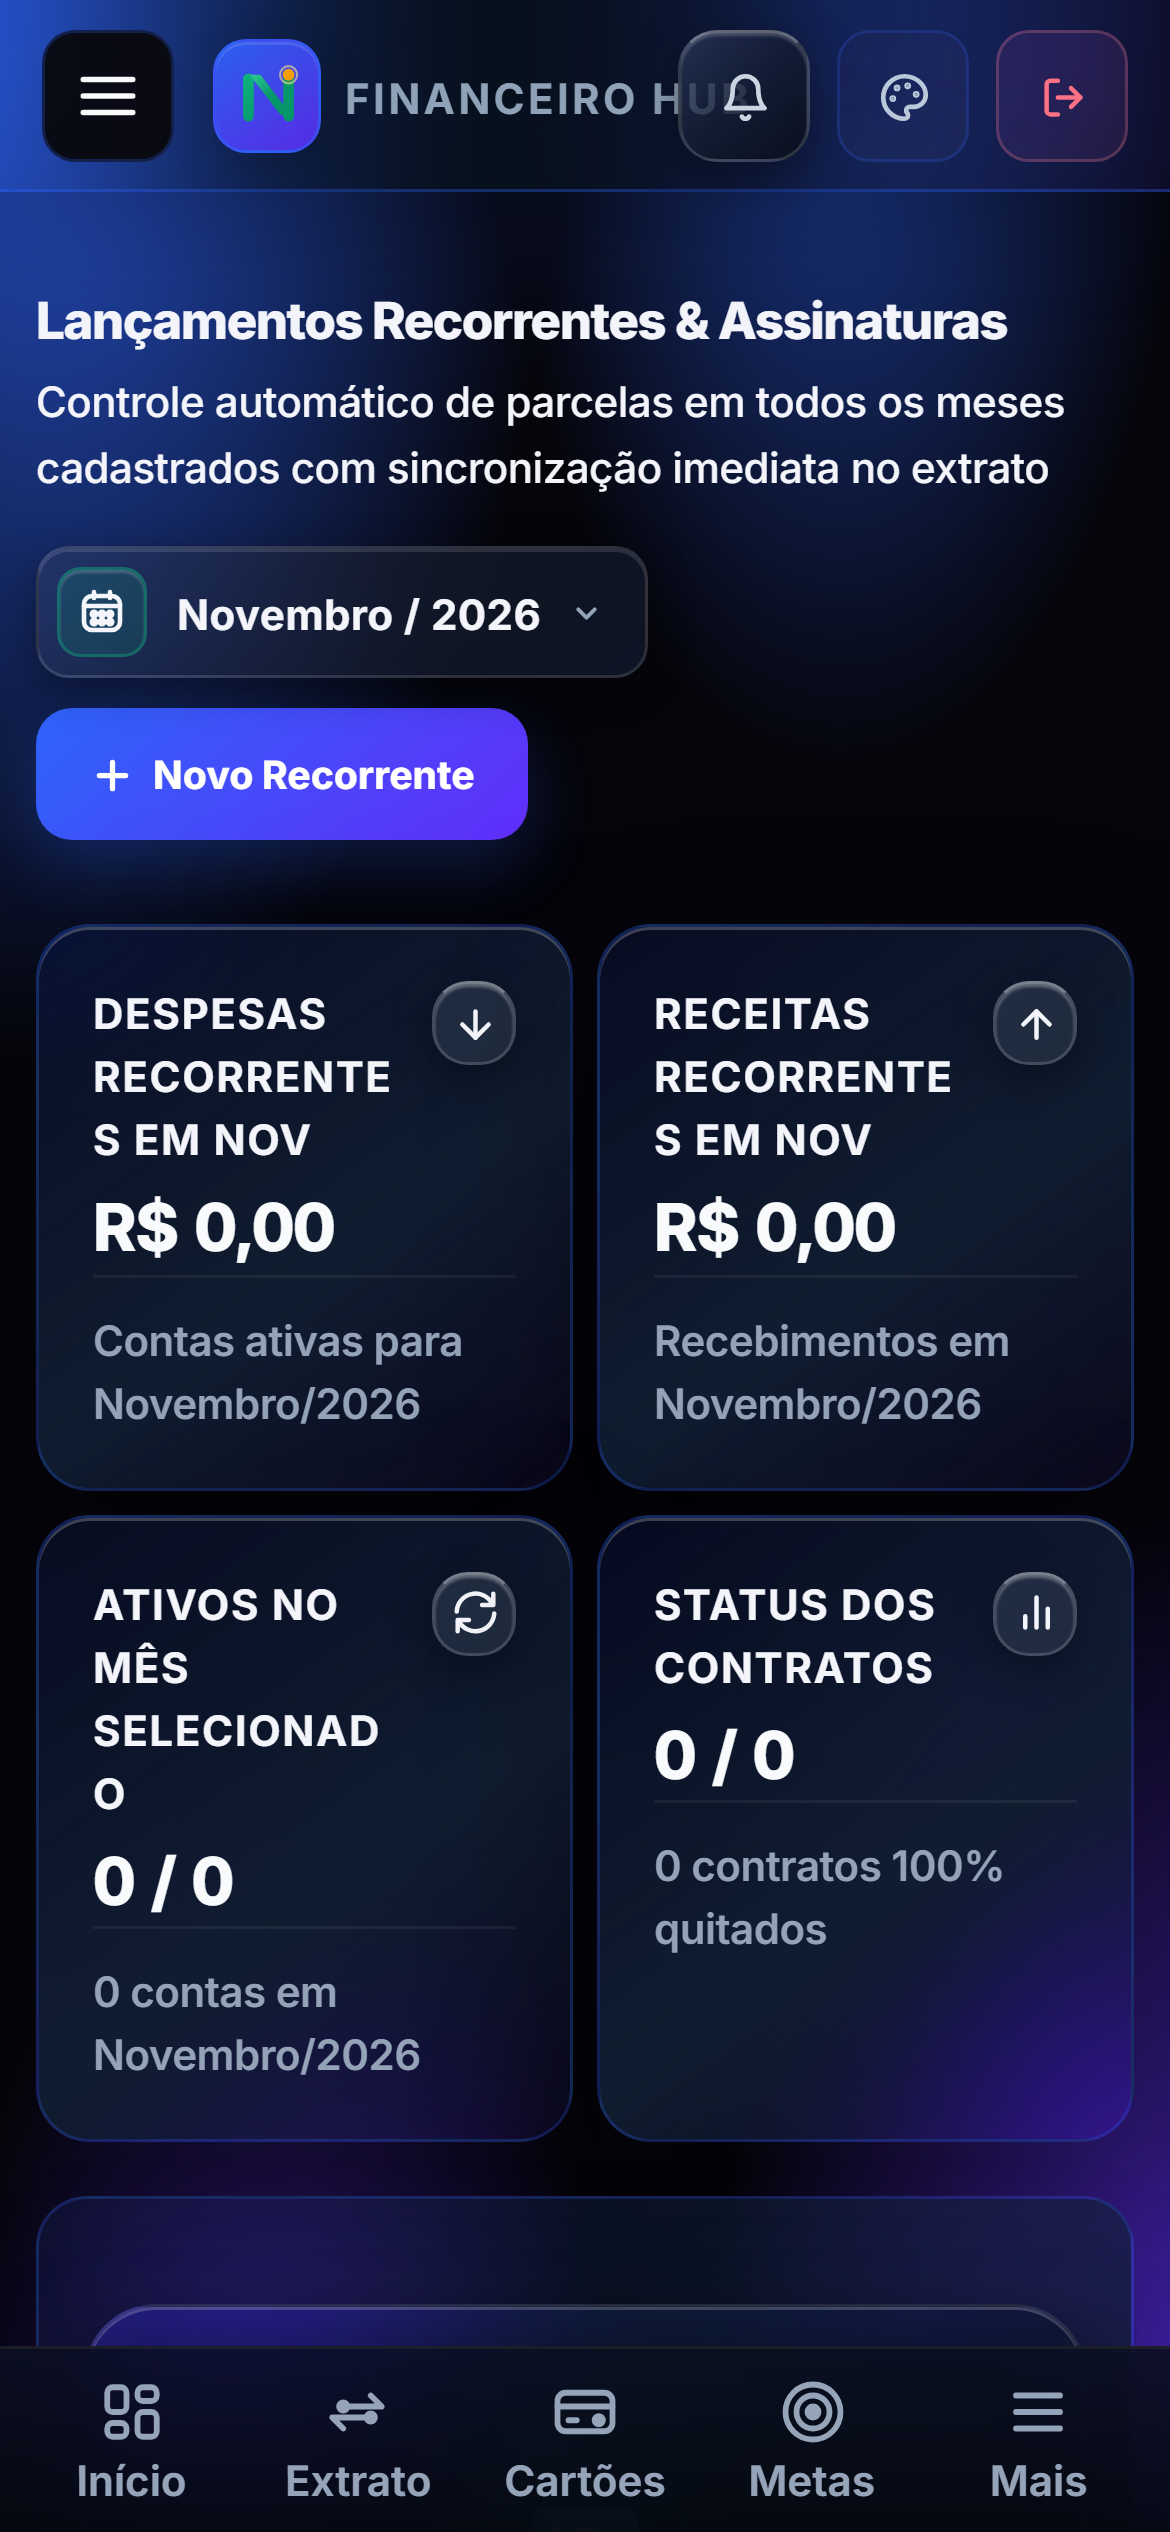 FINANCEIRO HUB
Lançamentos Recorrentes & Assinaturas
Controle automático de parcelas em todos os meses
cadastrados com sincronização imediata no extrato
Novembro / 2026
Novo Recorrente
DESPESAS
RECORRENTE
S EM NOV
R$ 0,00
Contas ativas para
Novembro/2026
RECEITAS
RECORRENTE
S EM NOV
R$ 0,00
Recebimentos em
Novembro/2026
ATIVOS NO
MÊS
SELECIONAD
O
0 / 0
0 contas em
Novembro/2026
STATUS DOS
CONTRATOS
0 / 0
0 contratos 100%
quitados
Início
Extrato
Cartões
Metas
Mais